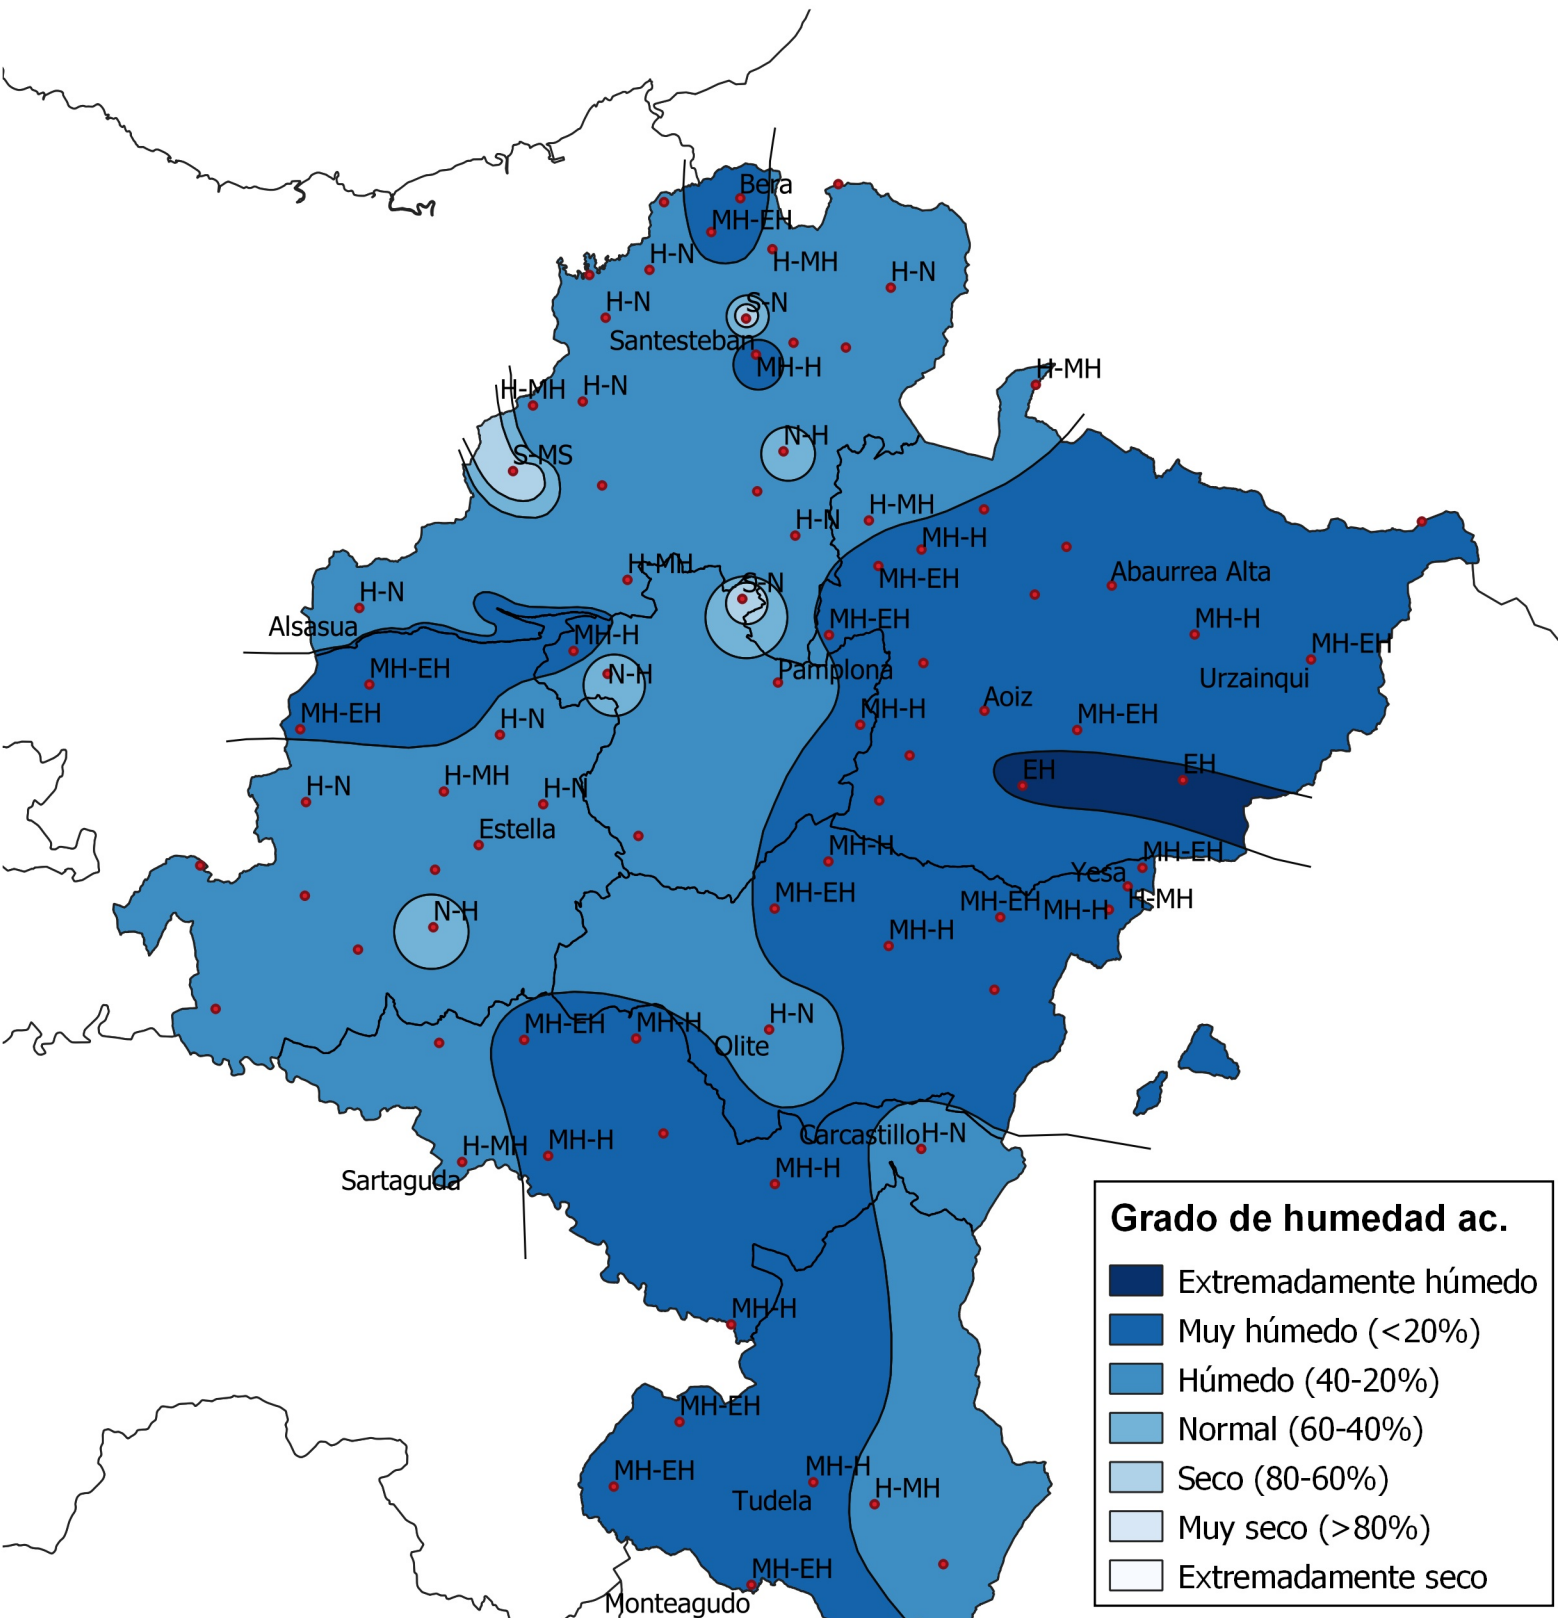 Bera
MH-EH
H-N
H-MH
H-N
H-N
S-N
Santesteban
MH-H
H-MH
H-MH
H-N
N-H
S-MS
H-MH
H-N
MH-H
H-MH
Abaurrea Alta
MH-EH
S-N
H-N
MH-EH
MH-H
Alsasua
MH-H
MH-EH
MH-EH
N-H
Pamplona
Urzainqui
Aoiz
MH-H
MH-EH
MH-EH
H-N
EH
EH
H-MH
H-N
H-N
Estella
MH-H
MH-EH
Yesa
MH-EH
H-MH
MH-EH
MH-H
N-H
MH-H
H-N
MH-EH
MH-H
Olite
Carcastillo
H-N
H-MH
MH-H
MH-H
Sartaguda
MH-H
MH-EH
MH-EH
MH-H
H-MH
Tudela
MH-EH
Monteagudo
Grado de humedad ac.
Extremadamente húmedo
Muy húmedo (<20%)
Húmedo (40-20%)
Normal (60-40%)
Seco (80-60%)
Muy seco (>80%)
Extremadamente seco